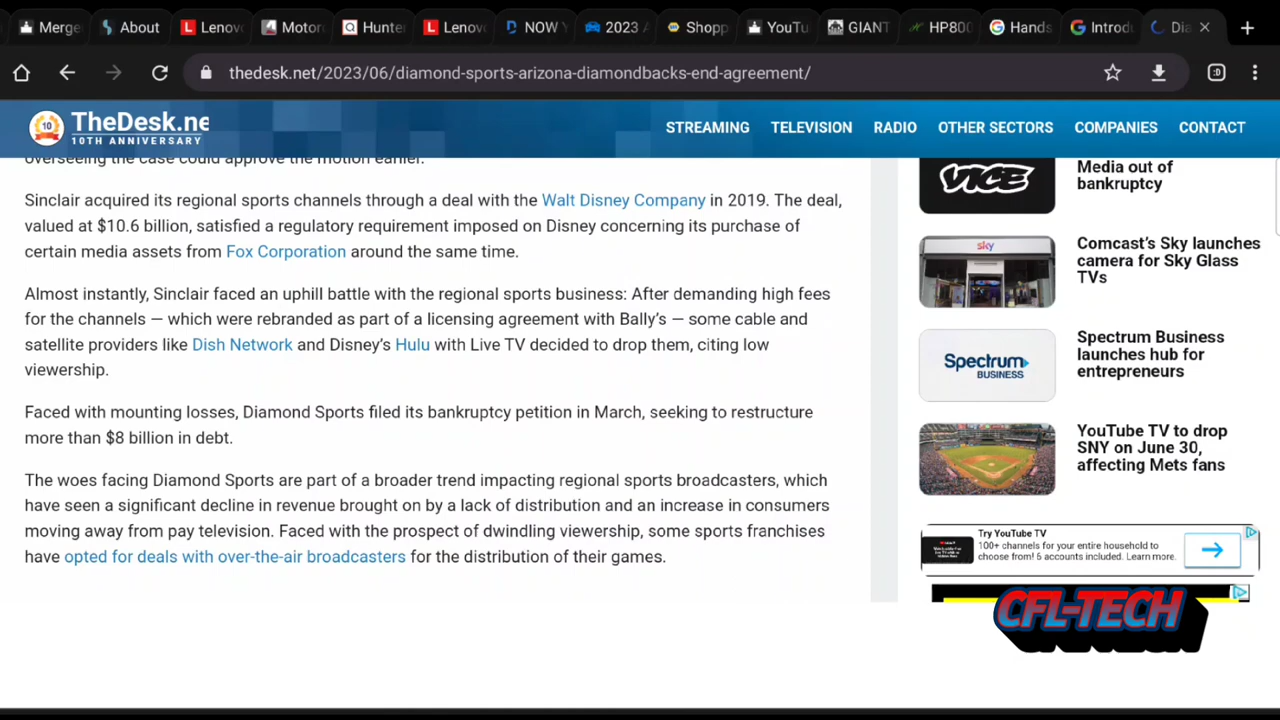 Merge
About
Lenov
Motor
Hunte
Lenov
NOW
2023
Shopp
YouTu
GIANT
HP800
Hands
Introdu
Dia
thedesk.net/2023/06/diamond-sports-arizona-diamondbacks-end-agreement/
:D
10
TheDesk.ne
10TH ANNIVERSARY
STREAMING TELEVISION RADIO OTHER SECTORS COMPANIES CONTACT
overseeing the case could approve the motion earlier.
Sinclair acquired its regional sports channels through a deal with the Walt Disney Company in 2019. The deal,
valued at $10.6 billion, satisfied a regulatory requirement imposed on Disney concerning its purchase of
certain media assets from Fox Corporation around the same time.
Almost instantly, Sinclair faced an uphill battle with the regional sports business: After demanding high fees
for the channels — which were rebranded as part of a licensing agreement with Bally’s — some cable and
satellite providers like Dish Network and Disney’s Hulu with Live TV decided to drop them, citing low
viewership.
Faced with mounting losses, Diamond Sports filed its bankruptcy petition in March, seeking to restructure
more than $8 billion in debt.
The woes facing Diamond Sports are part of a broader trend impacting regional sports broadcasters, which
have seen a significant decline in revenue brought on by a lack of distribution and an increase in consumers
moving away from pay television. Faced with the prospect of dwindling viewership, some sports franchises
have opted for deals with over-the-air broadcasters for the distribution of their games.
VICE
Media out of
bankruptcy
sky
Comcast’s Sky launches
camera for Sky Glass
TVs
Spectrum
BUSINESS
Spectrum Business
launches hub for
entrepreneurs
YouTube TV to drop
SNY on June 30,
affecting Mets fans
Try YouTube TV
100+ channels for your entire household to
choose from! 6 accounts included. Learn more.
CFL-TECH